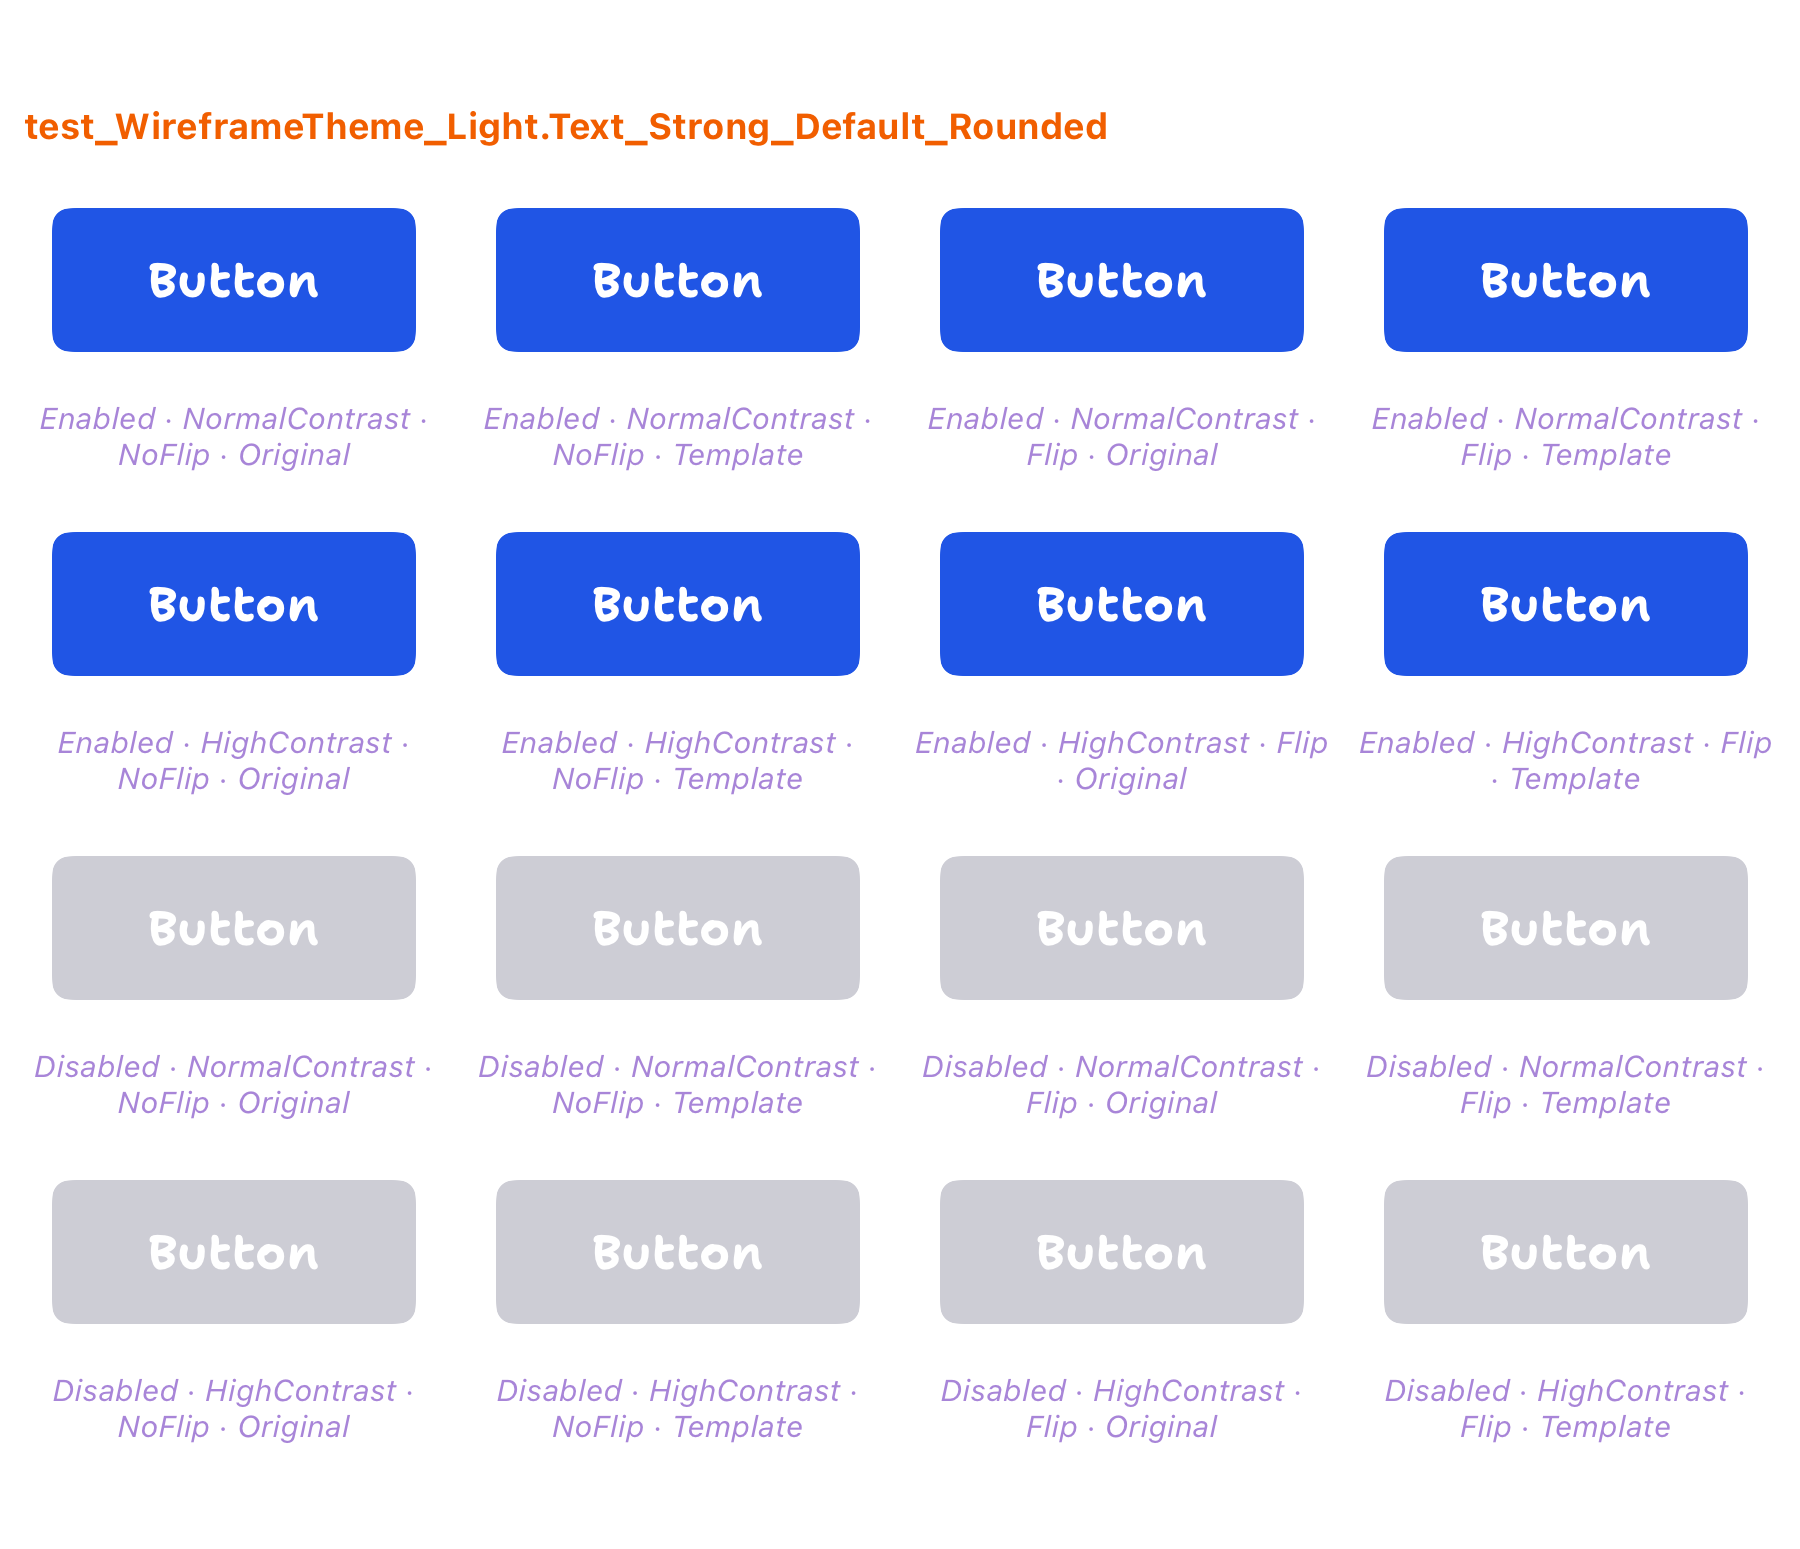 test_WireframeTheme_Light.Text_Strong_Default_Rounded
Button Button Button Button
Enabled · NormalContrast · Enabled · NormalContrast · Enabled · NormalContrast · Enabled · NormalContrast ·
NoFlip · Original NoFlip · Template Flip · Original Flip · Template
Button Button Button Button
Enabled · HighContrast · Enabled · HighContrast · Enabled · HighContrast · Flip Enabled · HighContrast · Flip
NoFlip · Original NoFlip · Template · Original · Template
Button Button Button Button
Disabled · NormalContrast · Disabled · NormalContrast · Disabled · NormalContrast · Disabled · NormalContrast ·
NoFlip · Original NoFlip · Template Flip · Original Flip · Template
Button Button Button Button
Disabled · HighContrast · Disabled · HighContrast · Disabled · HighContrast · Disabled · HighContrast ·
NoFlip · Original NoFlip · Template Flip · Original Flip · Template